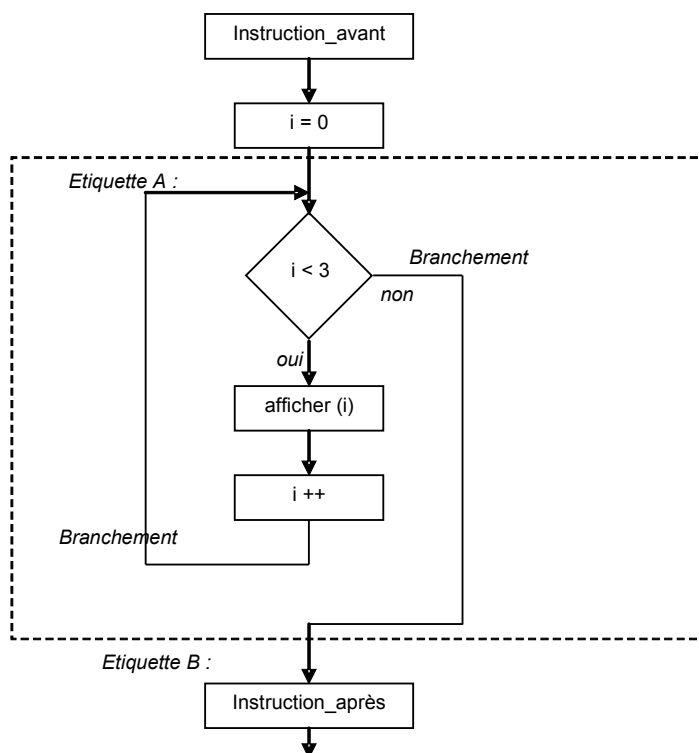 Instruction_avant
i = 0
Etiquette A :
i < 3
Branchement
non
oui
afficher (i)
i ++
Branchement
Etiquette B :
Instruction_après